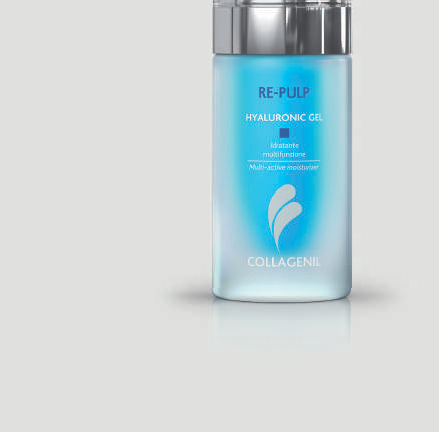 RE-PULP
HYALURONIC GEL
Idratante
multifunzione
Multi-active moisturizer
COLLAGENIL